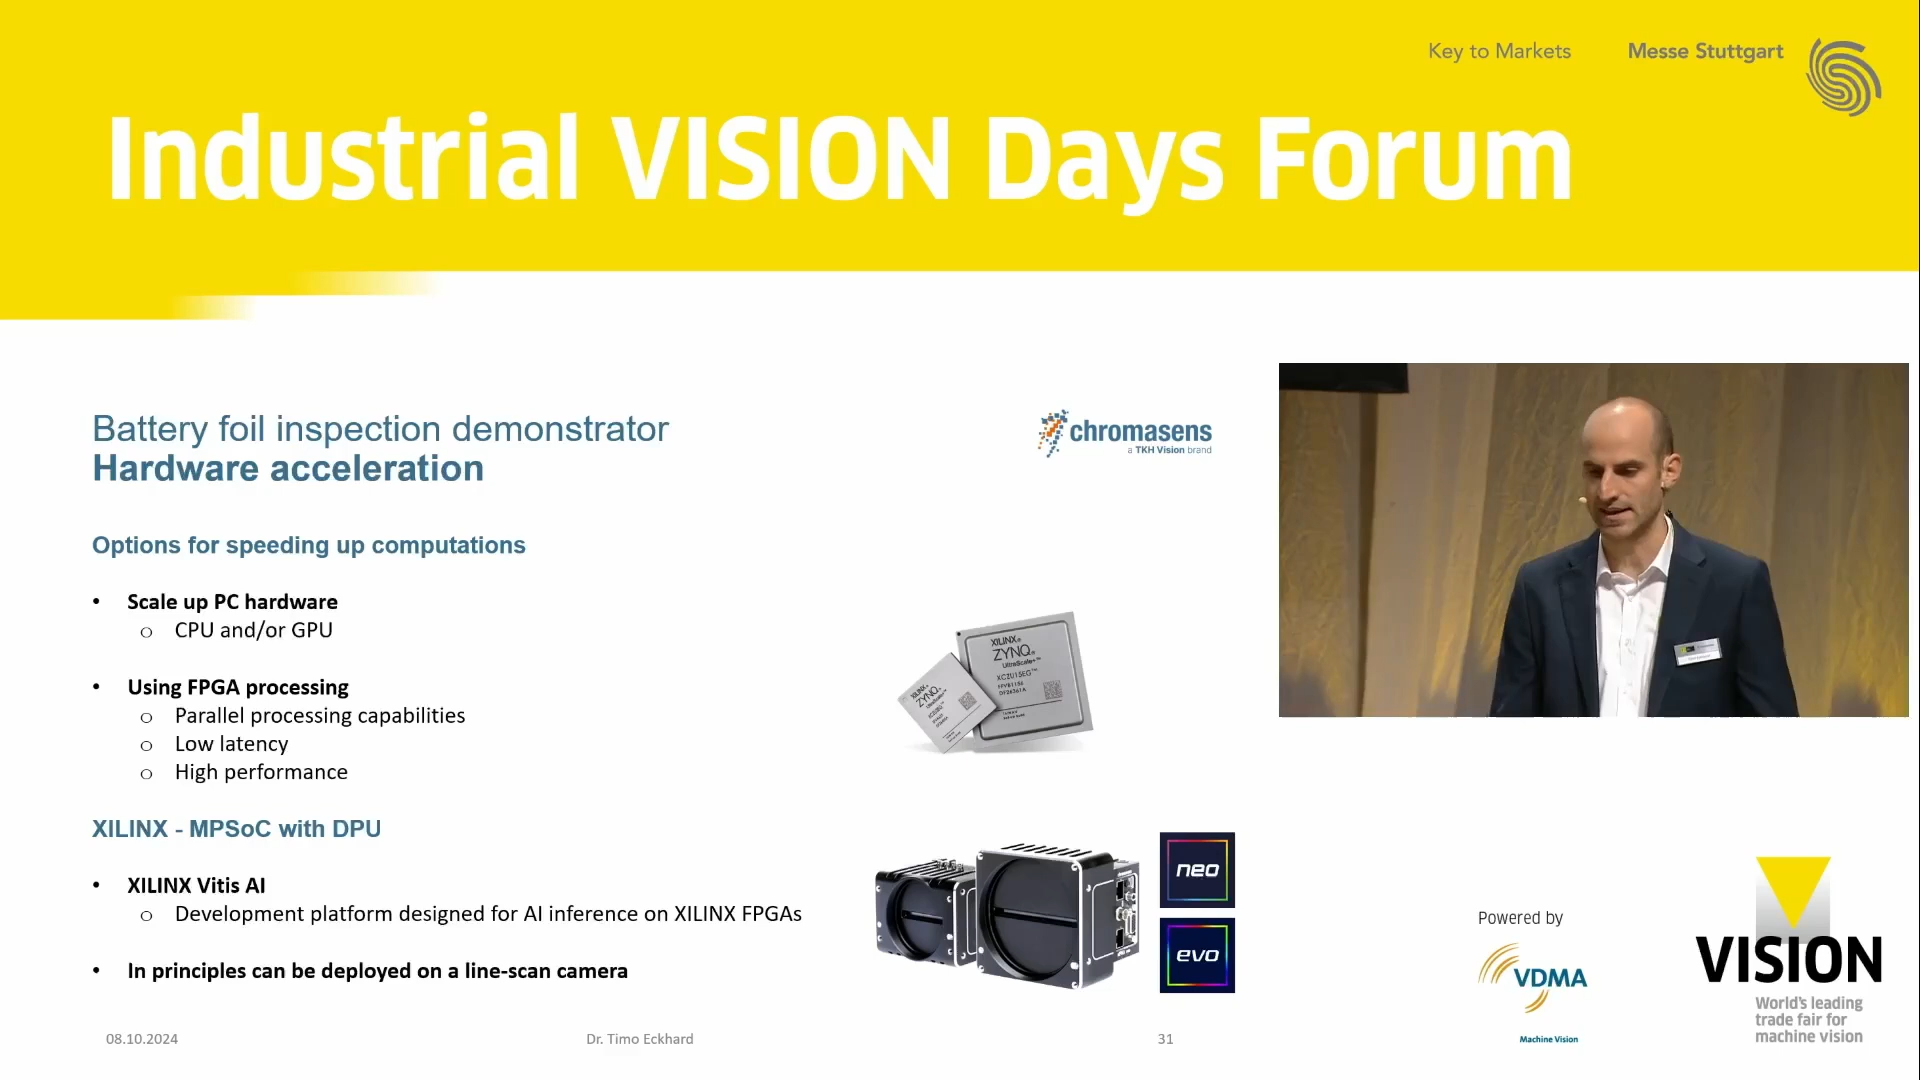 Key to Markets
Messe Stuttgart
Industrial VISION Days Forum
Battery foil inspection demonstrator
Hardware acceleration
chromasens
a TKH Vision brand
Options for speeding up computations
• Scale up PC hardware
o CPU and/or GPU
• Using FPGA processing
o Parallel processing capabilities
o Low latency
o High performance
XILINX - MPSoC with DPU
• XILINX Vitis AI
o Development platform designed for AI inference on XILINX FPGAs
• In principles can be deployed on a line-scan camera
XILINX®
ZYNQ®
UltraScale+™
XCZU15EG™
XILINX®
ZYNQ®
neo
evo
08.10.2024
Dr. Timo Eckhard
31
Powered by
VDMA
Machine Vision
VISION
World's leading
trade fair for
machine vision